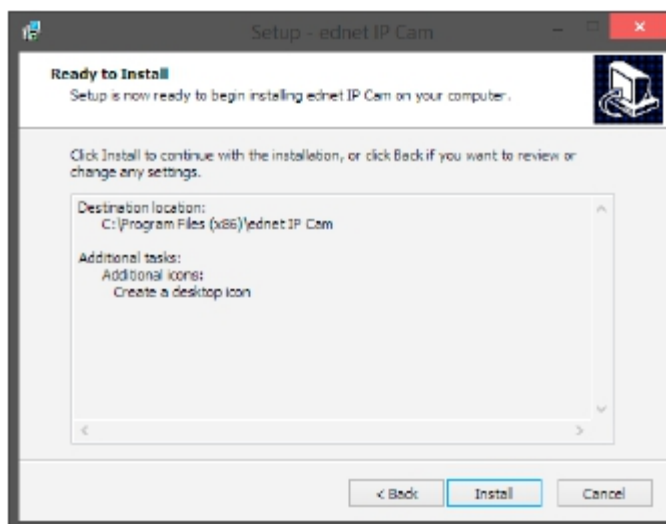 Setup - ednet IP Cam
Ready to Install
Setup is now ready to begin installing ednet IP Cam on your computer.
Click Install to continue with the installation, or click Back if you want to review or
change any settings.
Destination location:
C:\Program Files (x86)\ednet IP Cam
Additional tasks:
Additional icons:
Create a desktop icon
< Back
Install
Cancel